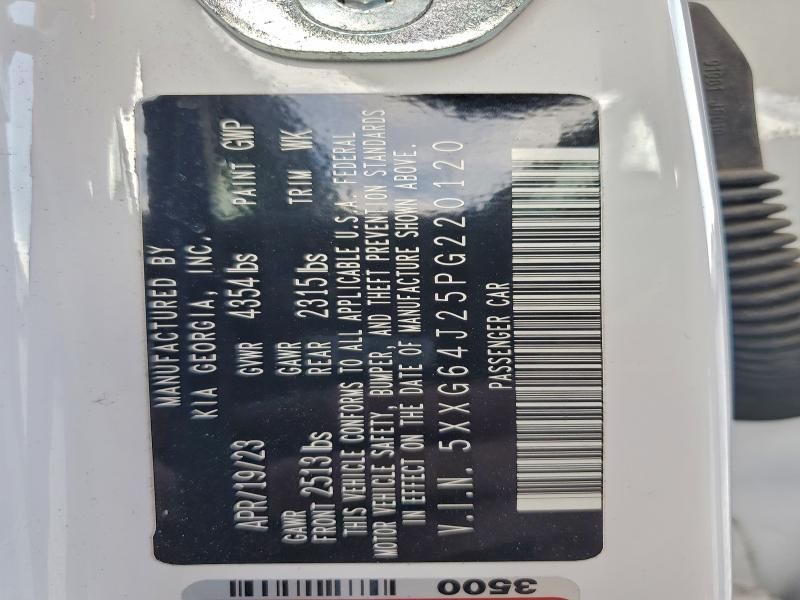 MANUFACTURED BY
KIA GEORGIA, INC.
APR/19/23 GVWR 4354lbs PAINT GWP
GAWR FRONT 2513lbs GAWR REAR 2315lbs TRIM WK
THIS VEHICLE CONFORMS TO ALL APPLICABLE U.S.A. FEDERAL
MOTOR VEHICLE SAFETY, BUMPER, AND THEFT PREVENTION STANDARDS
IN EFFECT ON THE DATE OF MANUFACTURE SHOWN ABOVE.
V.I.N. 5XXG64J25PG220120
PASSENGER CAR
3500